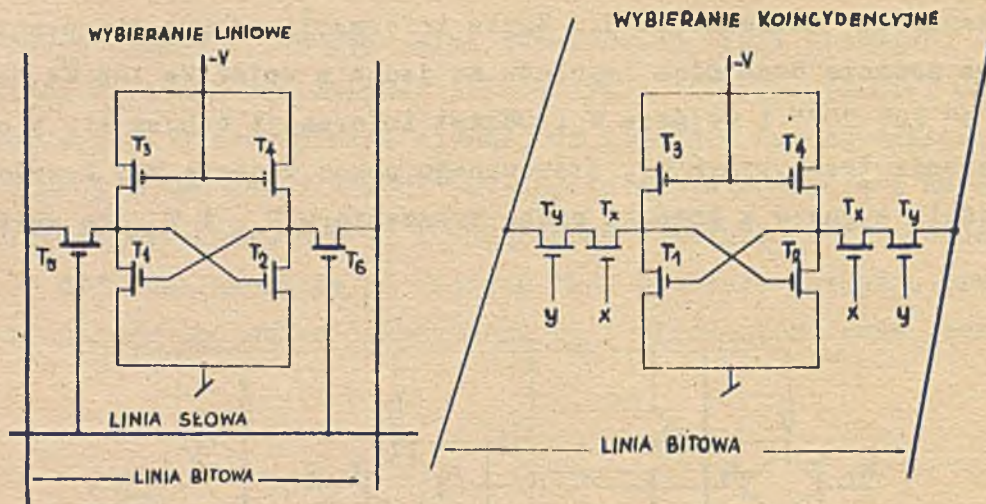 WYBIERANIE LINIOWE
-V
T3
T4
T5
T1
T2
T6
LINIA SŁOWA
LINIA BITOWA
WYBIERANIE KOINCYDENCYJNE
-V
T3
T4
Ty
Tx
Tx
Ty
T1
T2
y
x
x
y
LINIA BITOWA